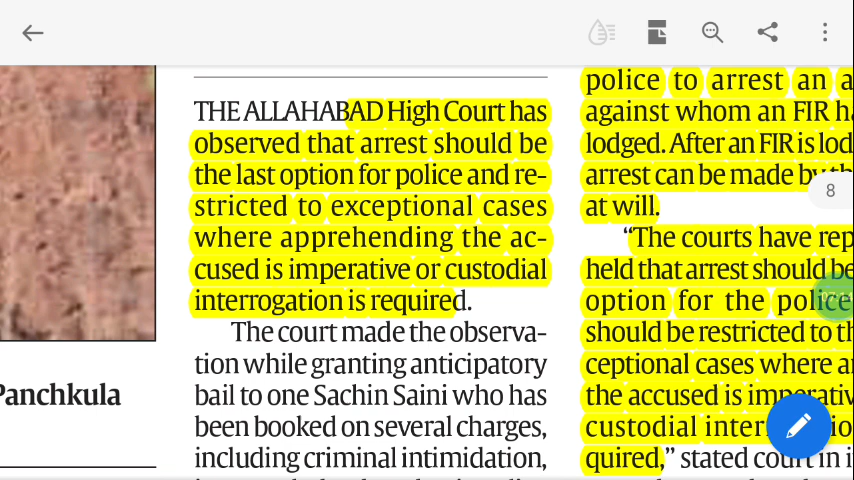 THE ALLAHABAD High Court has
observed that arrest should be
the last option for police and re-
stricted to exceptional cases
where apprehending the ac-
cused is imperative or custodial
interrogation is required.
The court made the observa-
tion while granting anticipatory
bail to one Sachin Saini who has
been booked on several charges,
including criminal intimidation,
police to arrest an
against whom an FIR
lodged. After an FIR is
arrest can be made by
at will.
“The courts have
held that arrest should be
option for the police
should be restricted to
ceptional cases where
the accused is
custodial
quired,” stated court in
8
Panchkula